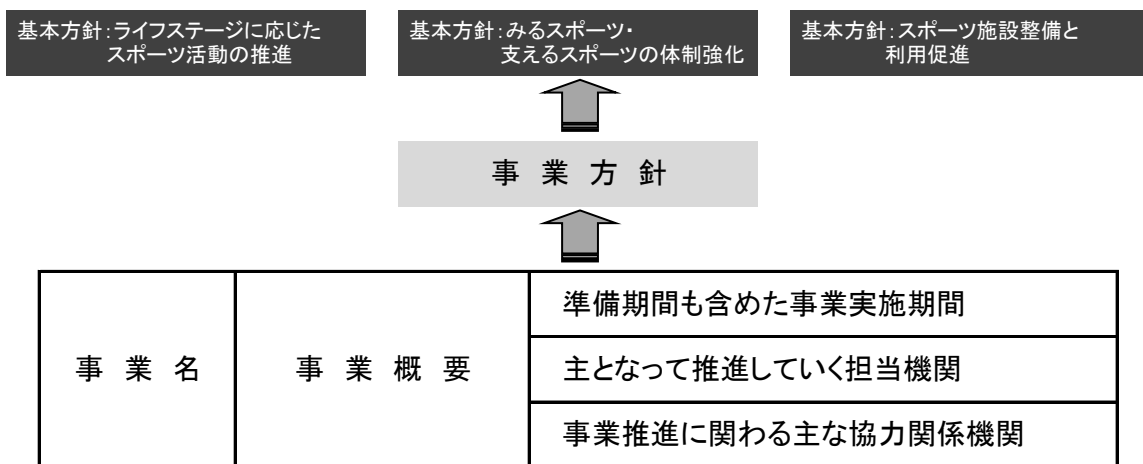 基本方針：ライフステージに応じた
スポーツ活動の推進
基本方針：みるスポーツ・
支えるスポーツの体制強化
基本方針：スポーツ施設整備と
利用促進
事 業 方 針
事 業 名
事 業 概 要
準備期間も含めた事業実施期間
主となって推進していく担当機関
事業推進に関わる主な協力関係機関